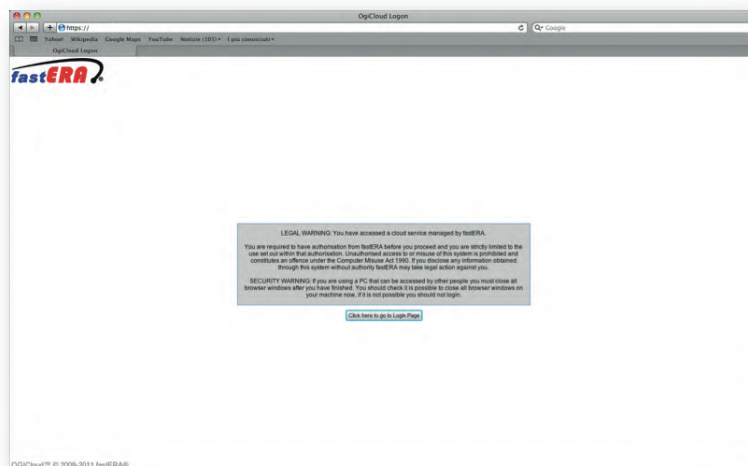 OgiCloud Logon
https://
Google
Yahoo! Wikipedia Google Maps YouTube Notizie (103) I più conosciuti
OgiCloud Logon
fastERA
LEGAL WARNING: You have accessed a cloud service managed by fastERA.
You are required to have authorisation from fastERA before you proceed and you are strictly limited to the
use set out within that authorisation. Unauthorised access to or misuse of this system is prohibited and
constitutes an offence under the Computer Misuse Act 1990. If you disclose any information obtained
through this system without authority fastERA may take legal action against you.
SECURITY WARNING: If you are using a PC that can be accessed by other people you must close all
browser windows after you have finished. You should check it is possible to close all browser windows on
your machine now, if it is not possible you should not login.
Click here to go to Login Page
OGiCloud™ © 2008-2011 fastERA®